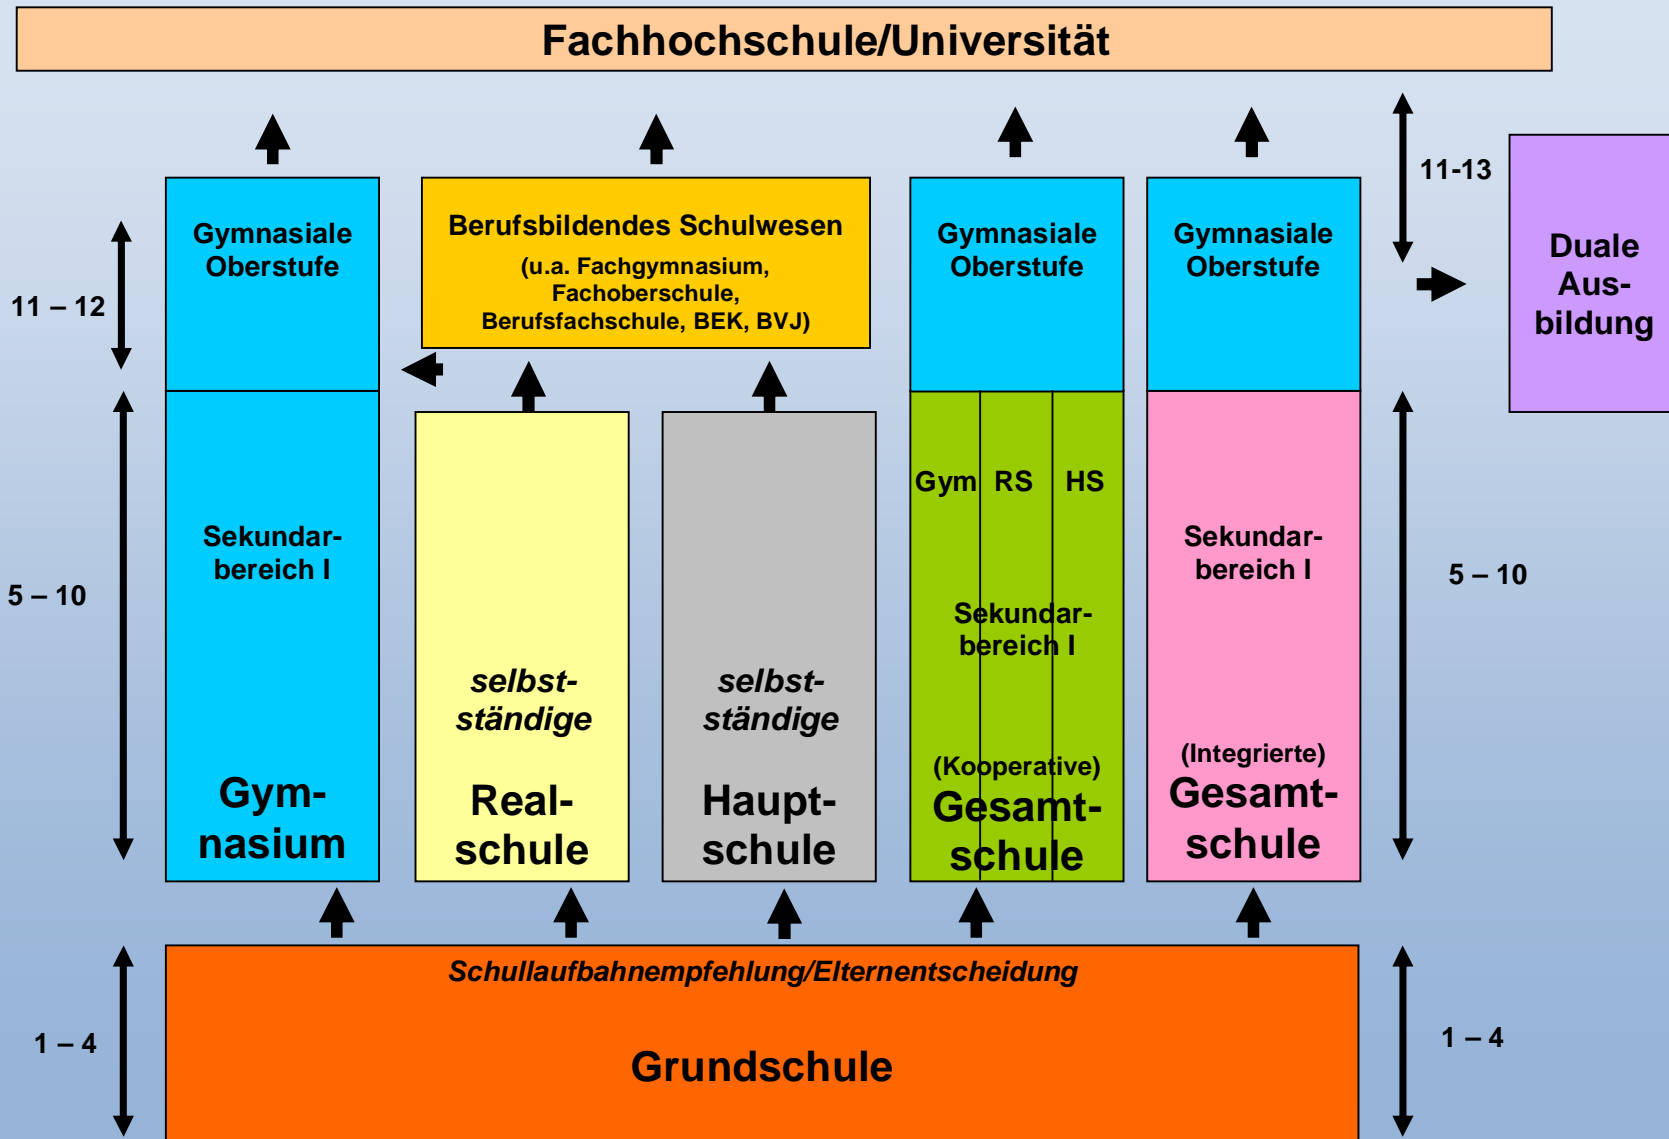 Fachhochschule/Universität
11-13
Gymnasiale
Oberstufe
Berufsbildendes Schulwesen
(u.a. Fachgymnasium,
Fachoberschule,
Berufsfachschule, BEK, BVJ)
Gymnasiale
Oberstufe
Gymnasiale
Oberstufe
Duale
Aus-
bildung
11 – 12
Gym RS HS
Sekundar-
bereich I
Sekundar-
bereich I
5 – 10
5 – 10
Sekundar-
bereich I
selbst-
ständige
selbst-
ständige
Gym-
nasium
Real-
schule
Haupt-
schule
(Kooperative)
Gesamt-
schule
(Integrierte)
Gesamt-
schule
Schullaufbahnempfehlung/Elternentscheidung
1 – 4
1 – 4
Grundschule